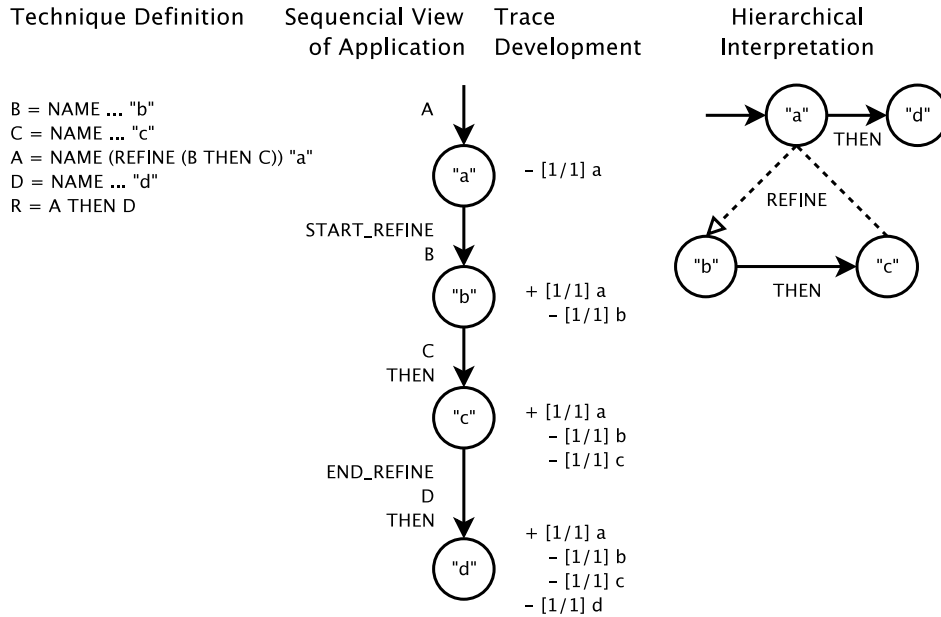 Technique Definition
Sequencial View
of Application
Trace
Development
Hierarchical
Interpretation
B = NAME ... "b"
C = NAME ... "c"
A = NAME (REFINE (B THEN C)) "a"
D = NAME ... "d"
R = A THEN D
A
"a"
START_REFINE
B
"b"
C
THEN
"c"
END_REFINE
D
THEN
"d"
– [1/1] a
+ [1/1] a
– [1/1] b
+ [1/1] a
– [1/1] b
– [1/1] c
+ [1/1] a
– [1/1] b
– [1/1] c
– [1/1] d
"a"
THEN
"d"
REFINE
"b"
THEN
"c"